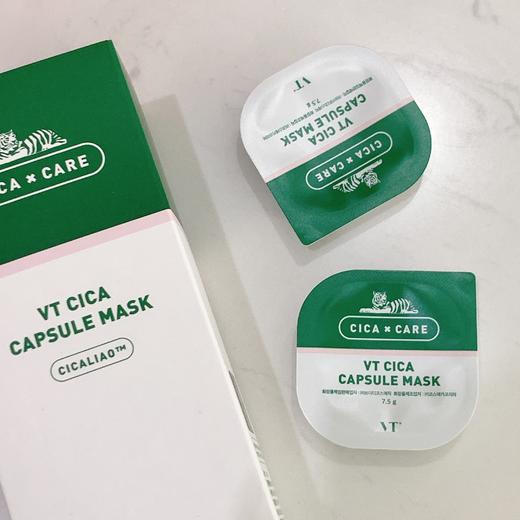 ICA × CARE
VT CICA
CAPSULE MASK
CICALIAO™
VT
7.5 g
VT CICA
CAPSULE MASK
CICA × CARE
CICA × CARE
VT CICA
CAPSULE MASK
7.5 g
VT